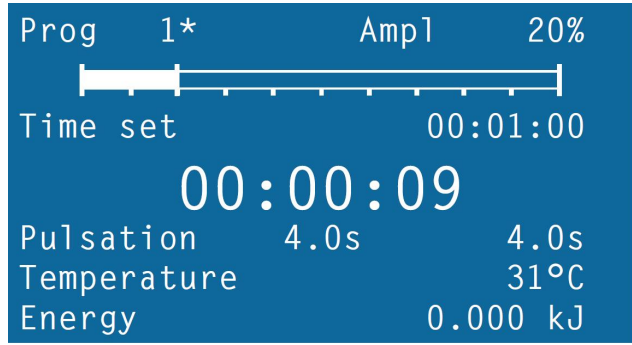 Prog 1* Ampl 20%
Time set 00:01:00
00:00:09
Pulsation 4.0s 4.0s
Temperature 31°C
Energy 0.000 kJ